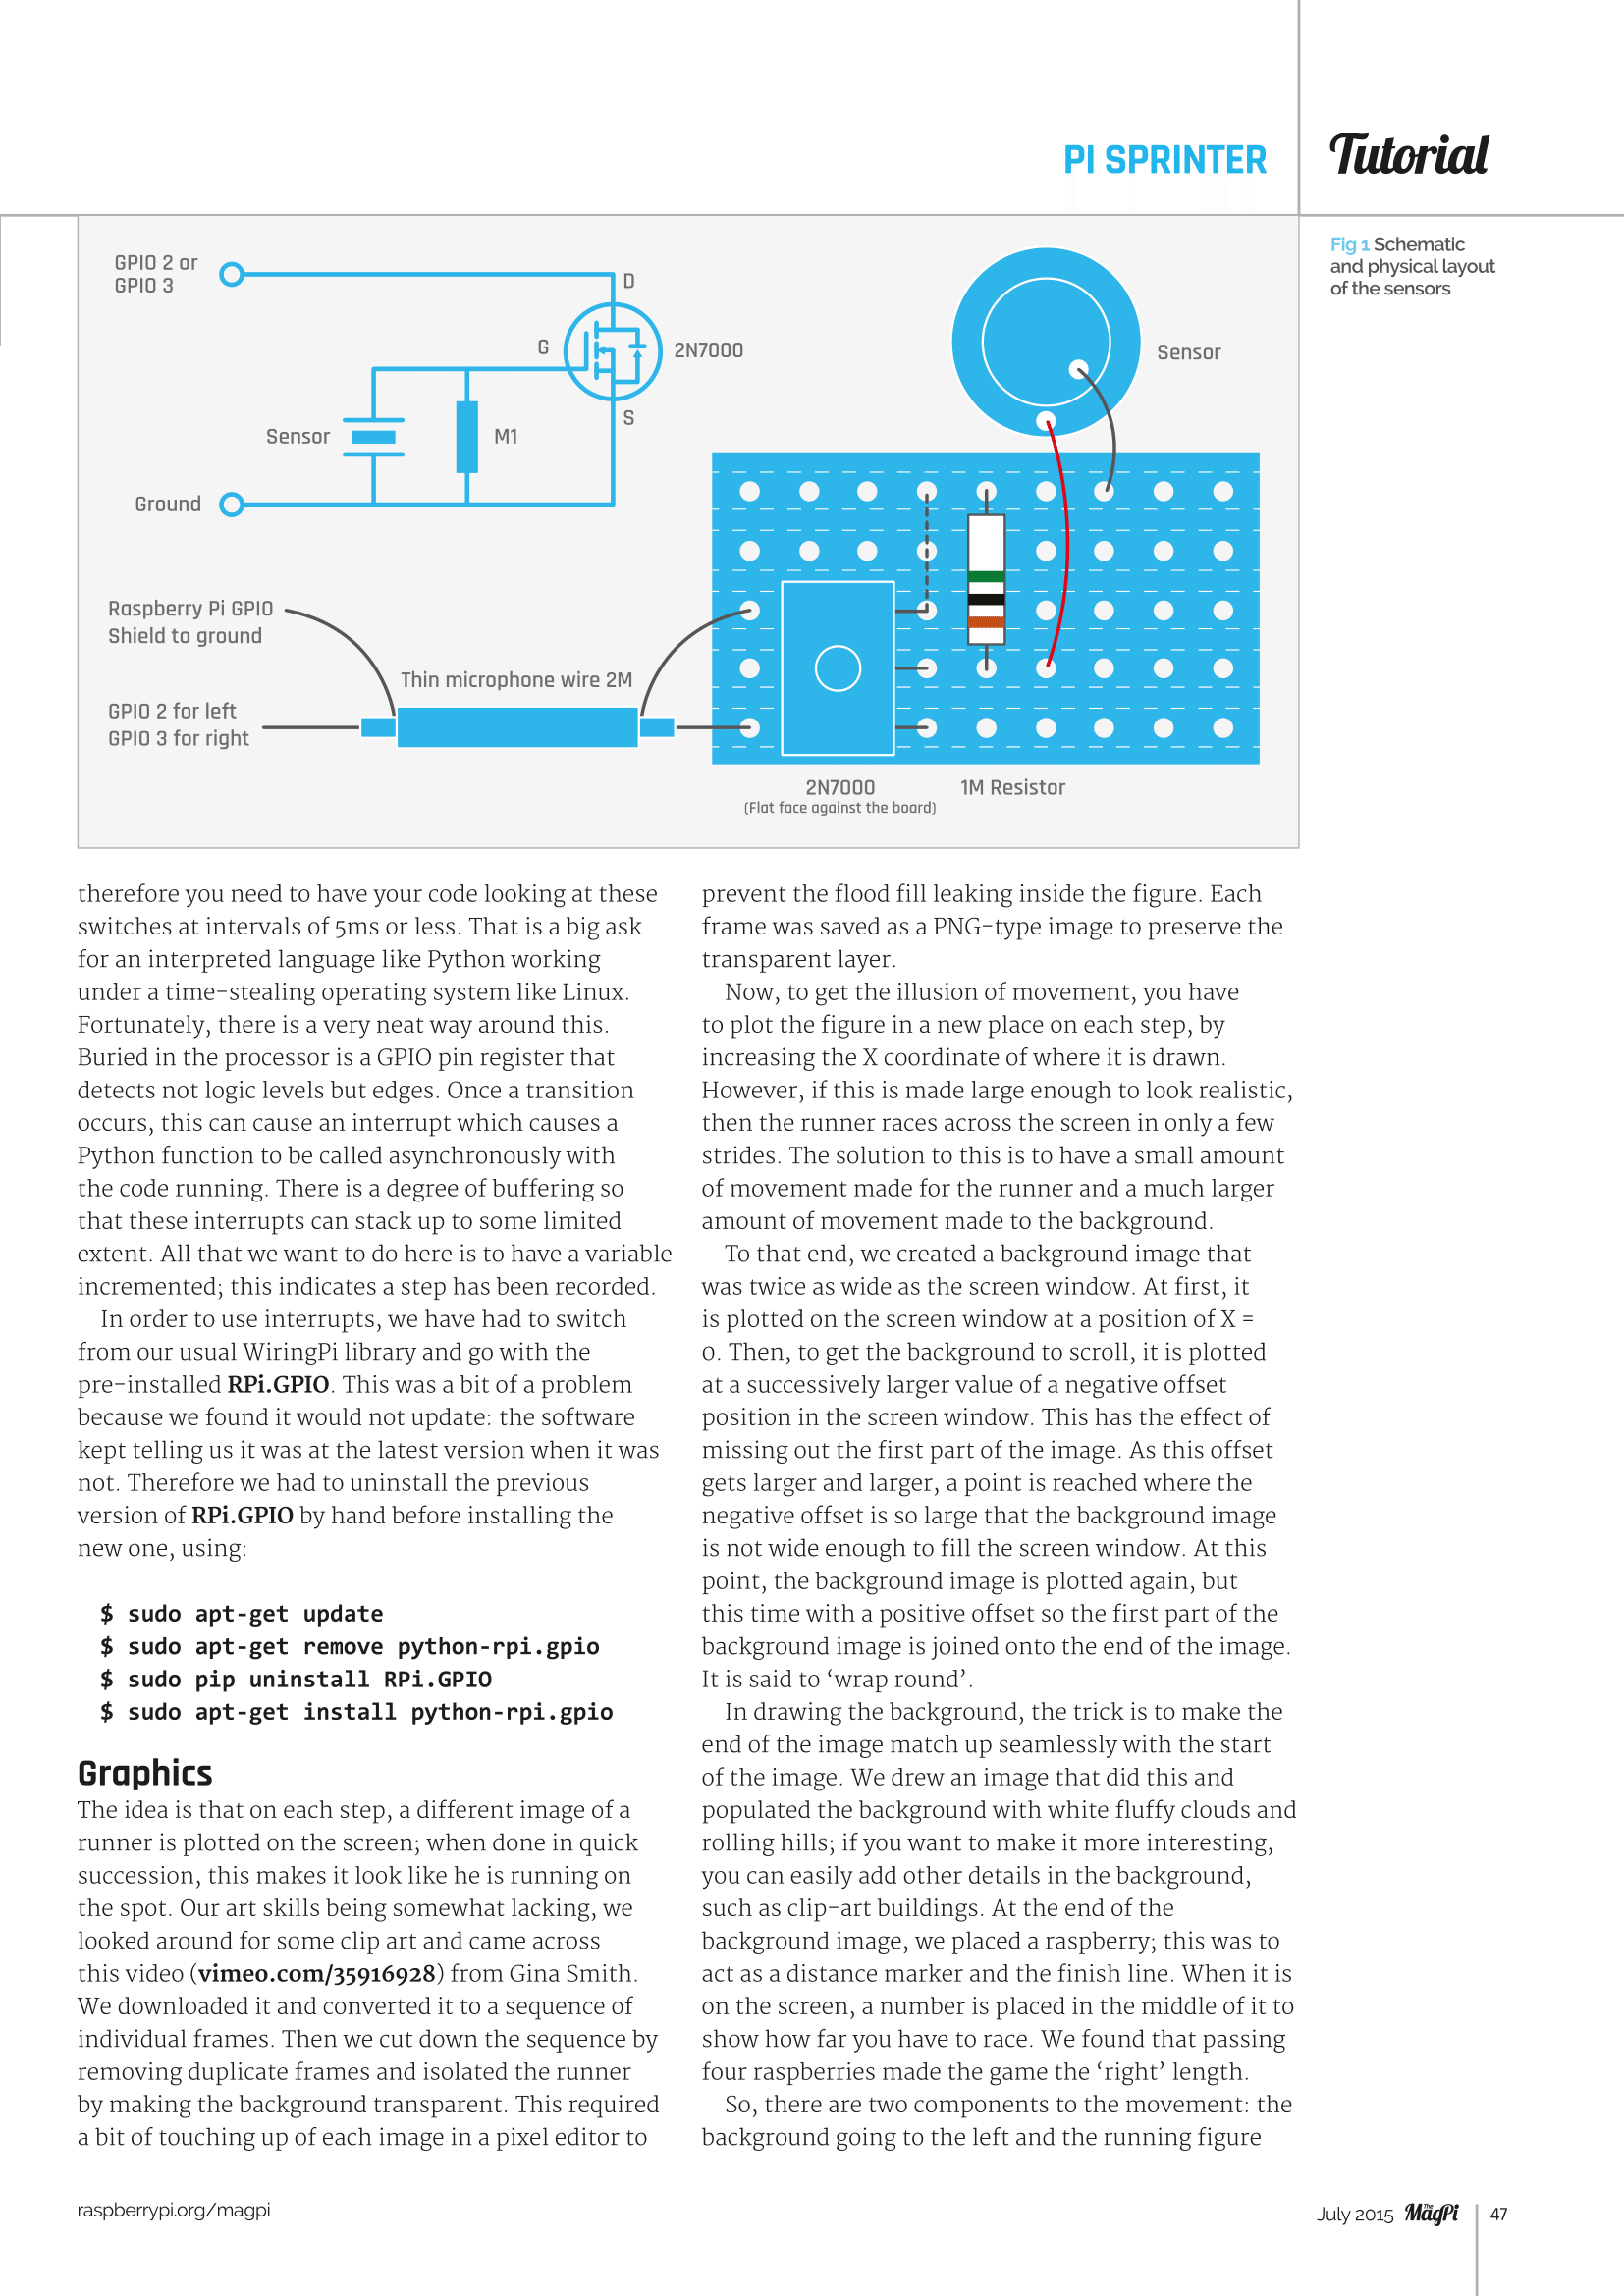 PI SPRINTER
Tutorial
Fig 1 Schematic
and physical layout
of the sensors
GPIO 2 or
GPIO 3
D
G
2N7000
S
Sensor
M1
Ground
Sensor
Raspberry Pi GPIO
Shield to ground
Thin microphone wire 2M
GPIO 2 for left
GPIO 3 for right
2N7000
(Flat face against the board)
1M Resistor
therefore you need to have your code looking at these
switches at intervals of 5ms or less. That is a big ask
for an interpreted language like Python working
under a time-stealing operating system like Linux.
Fortunately, there is a very neat way around this.
Buried in the processor is a GPIO pin register that
detects not logic levels but edges. Once a transition
occurs, this can cause an interrupt which causes a
Python function to be called asynchronously with
the code running. There is a degree of buffering so
that these interrupts can stack up to some limited
extent. All that we want to do here is to have a variable
incremented; this indicates a step has been recorded.
In order to use interrupts, we have had to switch
from our usual WiringPi library and go with the
pre-installed RPi.GPIO. This was a bit of a problem
because we found it would not update: the software
kept telling us it was at the latest version when it was
not. Therefore we had to uninstall the previous
version of RPi.GPIO by hand before installing the
new one, using:
$ sudo apt-get update
$ sudo apt-get remove python-rpi.gpio
$ sudo pip uninstall RPi.GPIO
$ sudo apt-get install python-rpi.gpio
Graphics
The idea is that on each step, a different image of a
runner is plotted on the screen; when done in quick
succession, this makes it look like he is running on
the spot. Our art skills being somewhat lacking, we
looked around for some clip art and came across
this video (vimeo.com/35916928) from Gina Smith.
We downloaded it and converted it to a sequence of
individual frames. Then we cut down the sequence by
removing duplicate frames and isolated the runner
by making the background transparent. This required
a bit of touching up of each image in a pixel editor to
prevent the flood fill leaking inside the figure. Each
frame was saved as a PNG-type image to preserve the
transparent layer.
Now, to get the illusion of movement, you have
to plot the figure in a new place on each step, by
increasing the X coordinate of where it is drawn.
However, if this is made large enough to look realistic,
then the runner races across the screen in only a few
strides. The solution to this is to have a small amount
of movement made for the runner and a much larger
amount of movement made to the background.
To that end, we created a background image that
was twice as wide as the screen window. At first, it
is plotted on the screen window at a position of X =
0. Then, to get the background to scroll, it is plotted
at a successively larger value of a negative offset
position in the screen window. This has the effect of
missing out the first part of the image. As this offset
gets larger and larger, a point is reached where the
negative offset is so large that the background image
is not wide enough to fill the screen window. At this
point, the background image is plotted again, but
this time with a positive offset so the first part of the
background image is joined onto the end of the image.
It is said to ‘wrap round’.
In drawing the background, the trick is to make the
end of the image match up seamlessly with the start
of the image. We drew an image that did this and
populated the background with white fluffy clouds and
rolling hills; if you want to make it more interesting,
you can easily add other details in the background,
such as clip-art buildings. At the end of the
background image, we placed a raspberry; this was to
act as a distance marker and the finish line. When it is
on the screen, a number is placed in the middle of it to
show how far you have to race. We found that passing
four raspberries made the game the ‘right’ length.
So, there are two components to the movement: the
background going to the left and the running figure
raspberrypi.org/magpi
July 2015 The MagPi 47